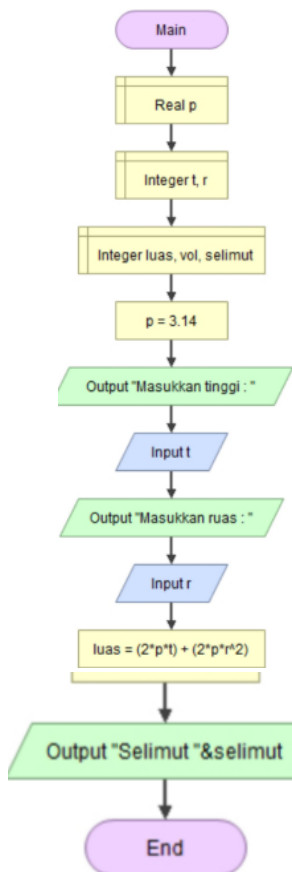 Main
Real p
Integer t, r
Integer luas, vol, selimut
p = 3.14
Output "Masukkan tinggi : "
Input t
Output "Masukkan ruas : "
Input r
luas = (2*p*t) + (2*p*r^2)
Output "Selimut "&selimut
End